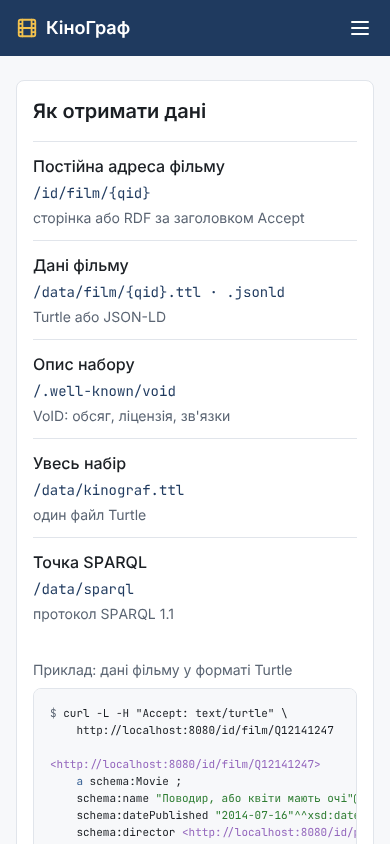 КіноГраф
Як отримати дані
Постійна адреса фільму
/id/film/{qid}
сторінка або RDF за заголовком Accept
Дані фільму
/data/film/{qid}.ttl · .jsonld
Turtle або JSON-LD
Опис набору
/.well-known/void
VoID: обсяг, ліцензія, зв'язки
Увесь набір
/data/kinograf.ttl
один файл Turtle
Точка SPARQL
/data/sparql
протокол SPARQL 1.1
Приклад: дані фільму у форматі Turtle
$ curl -L -H "Accept: text/turtle" \
http://localhost:8080/id/film/Q12141247
<http://localhost:8080/id/film/Q12141247>
a schema:Movie ;
schema:name "Поводир, або квіти мають очі"
schema:datePublished "2014-07-16"^^xsd:date
schema:director <http://localhost:8080/id/